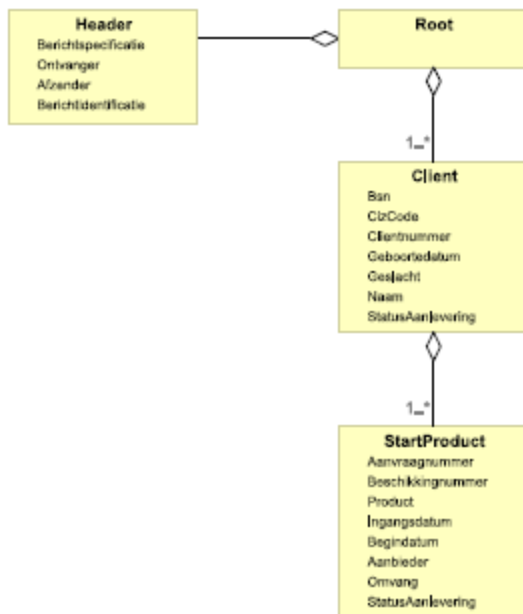 Header
Berichtspecificatie
Ontvanger
Afzender
Berichtidentificatie
Root
1..*
Client
Bsn
CizCode
Clientnummer
Geboortedatum
Geslacht
Naam
StatusAanlevering
1..*
StartProduct
Aanvraagnummer
Beschikkingnummer
Product
Ingangsdatum
Begindatum
Aanbieder
Omvang
StatusAanlevering